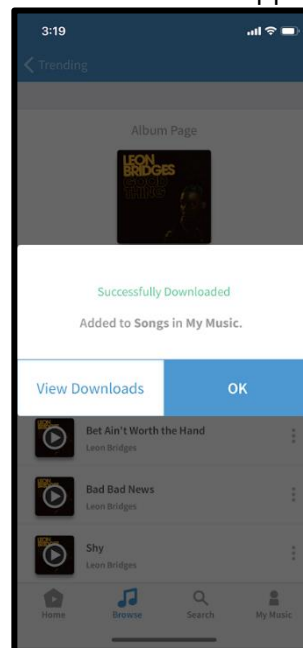 3:19
Trending
Album Page
LEON
BRIDGES
GOOD
THING
Successfully Downloaded
Added to Songs in My Music.
View Downloads
OK
Bet Ain't Worth the Hand
Leon Bridges
Bad Bad News
Leon Bridges
Shy
Leon Bridges
Home
Browse
Search
My Music